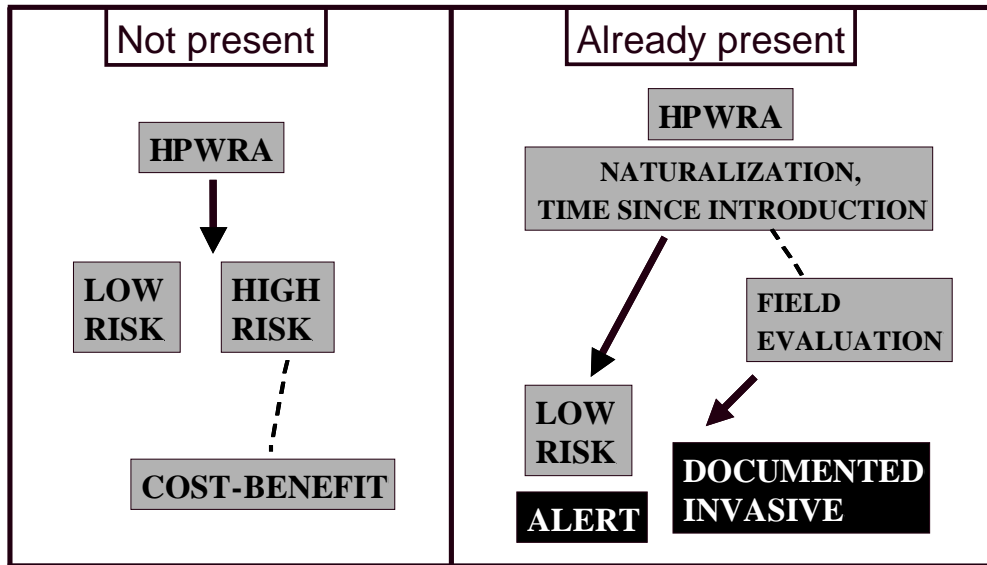 Not present
HPWRA
LOW
RISK
HIGH
RISK
COST-BENEFIT
Already present
HPWRA
NATURALIZATION,
TIME SINCE INTRODUCTION
FIELD
EVALUATION
LOW
RISK
ALERT
DOCUMENTED
INVASIVE